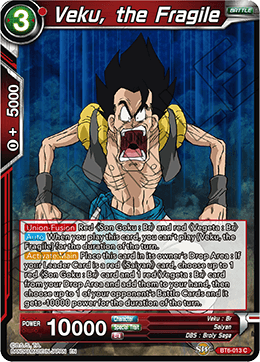 BATTLE
3
Veku, the Fragile
+ 5000
Union-Fusion Red ‹Son Goku : Br› and red ‹Vegeta : Br›
Auto When you play this card, you can't play {Veku, the
Fragile} for the duration of the turn.
Activate:Main Place this card in its owner's Drop Area : If
your Leader Card is a red ‹Saiyan› card, choose up to 1
red ‹Son Goku : Br› card and 1 red ‹Vegeta : Br› card
from your Drop Area and add them to your hand, then
choose up to 1 of your opponent's Battle Cards and it
gets -10000 power for the duration of the turn.
POWER
10000
Character
Veku : Br
Special Trait
Saiyan
Era
DBS : Broly Saga
BT6-013 C